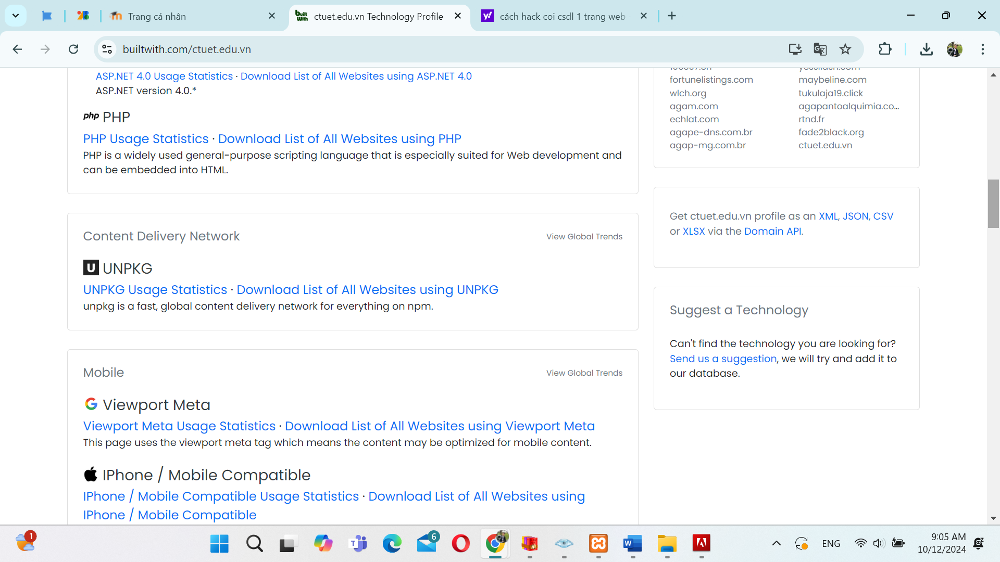 Trang cá nhân
built with
ctuet.edu.vn Technology Profile
y!
cách hack coi csdl 1 trang web
builtwith.com/ctuet.edu.vn
ASP.NET 4.0 Usage Statistics · Download List of All Websites using ASP.NET 4.0
ASP.NET version 4.0.*
php PHP
PHP Usage Statistics · Download List of All Websites using PHP
PHP is a widely used general-purpose scripting language that is especially suited for Web development and
can be embedded into HTML.
Content Delivery Network
View Global Trends
U UNPKG
UNPKG Usage Statistics · Download List of All Websites using UNPKG
unpkg is a fast, global content delivery network for everything on npm.
Mobile
View Global Trends
G Viewport Meta
Viewport Meta Usage Statistics · Download List of All Websites using Viewport Meta
This page uses the viewport meta tag which means the content may be optimized for mobile content.
IPhone / Mobile Compatible
IPhone / Mobile Compatible Usage Statistics · Download List of All Websites using
IPhone / Mobile Compatible
fortunelistings.com
maybeline.com
wlch.org
tukulaja19.click
agam.com
agapantoalquimia.co...
echlat.com
rtnd.fr
agape-dns.com.br
fade2black.org
agap-mg.com.br
ctuet.edu.vn
Get ctuet.edu.vn profile as an XML, JSON, CSV
or XLSX via the Domain API.
Suggest a Technology
Can't find the technology you are looking for?
Send us a suggestion, we will try and add it to
our database.
1
T
6
W
ENG
9:05 AM
10/12/2024